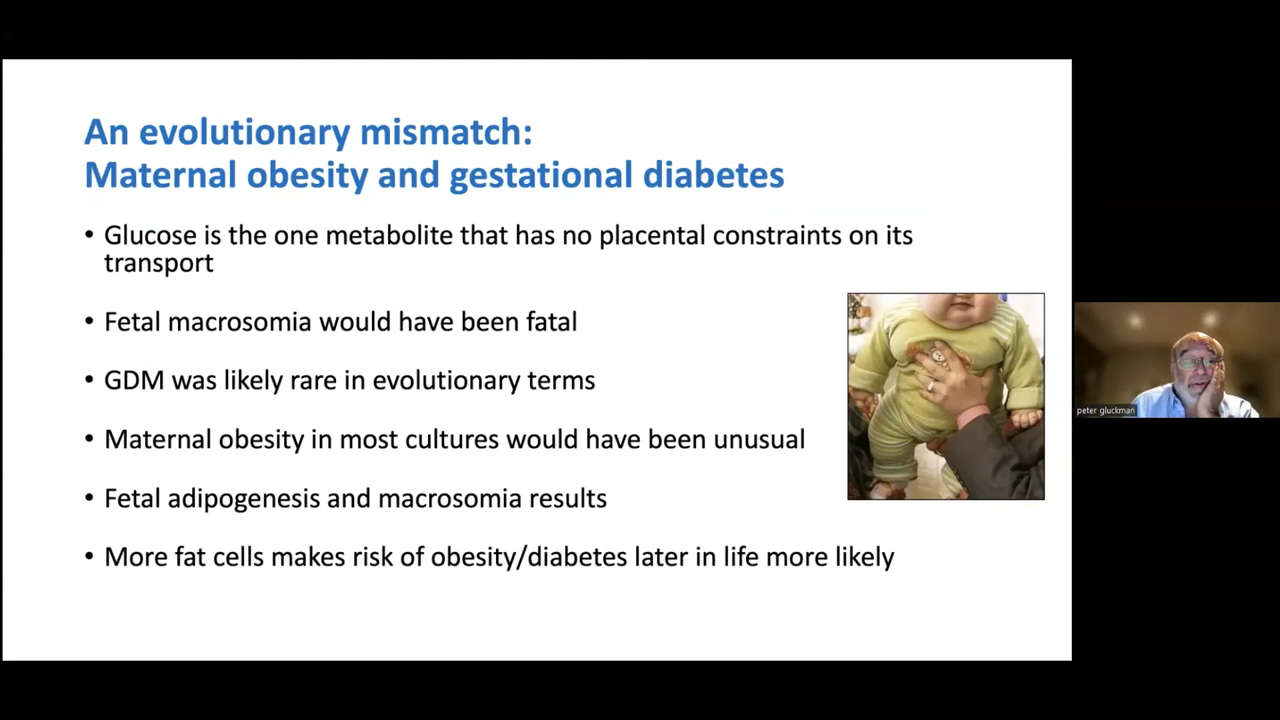 An evolutionary mismatch:
Maternal obesity and gestational diabetes
• Glucose is the one metabolite that has no placental constraints on its
transport
• Fetal macrosomia would have been fatal
• GDM was likely rare in evolutionary terms
• Maternal obesity in most cultures would have been unusual
• Fetal adipogenesis and macrosomia results
• More fat cells makes risk of obesity/diabetes later in life more likely
peter gluckman